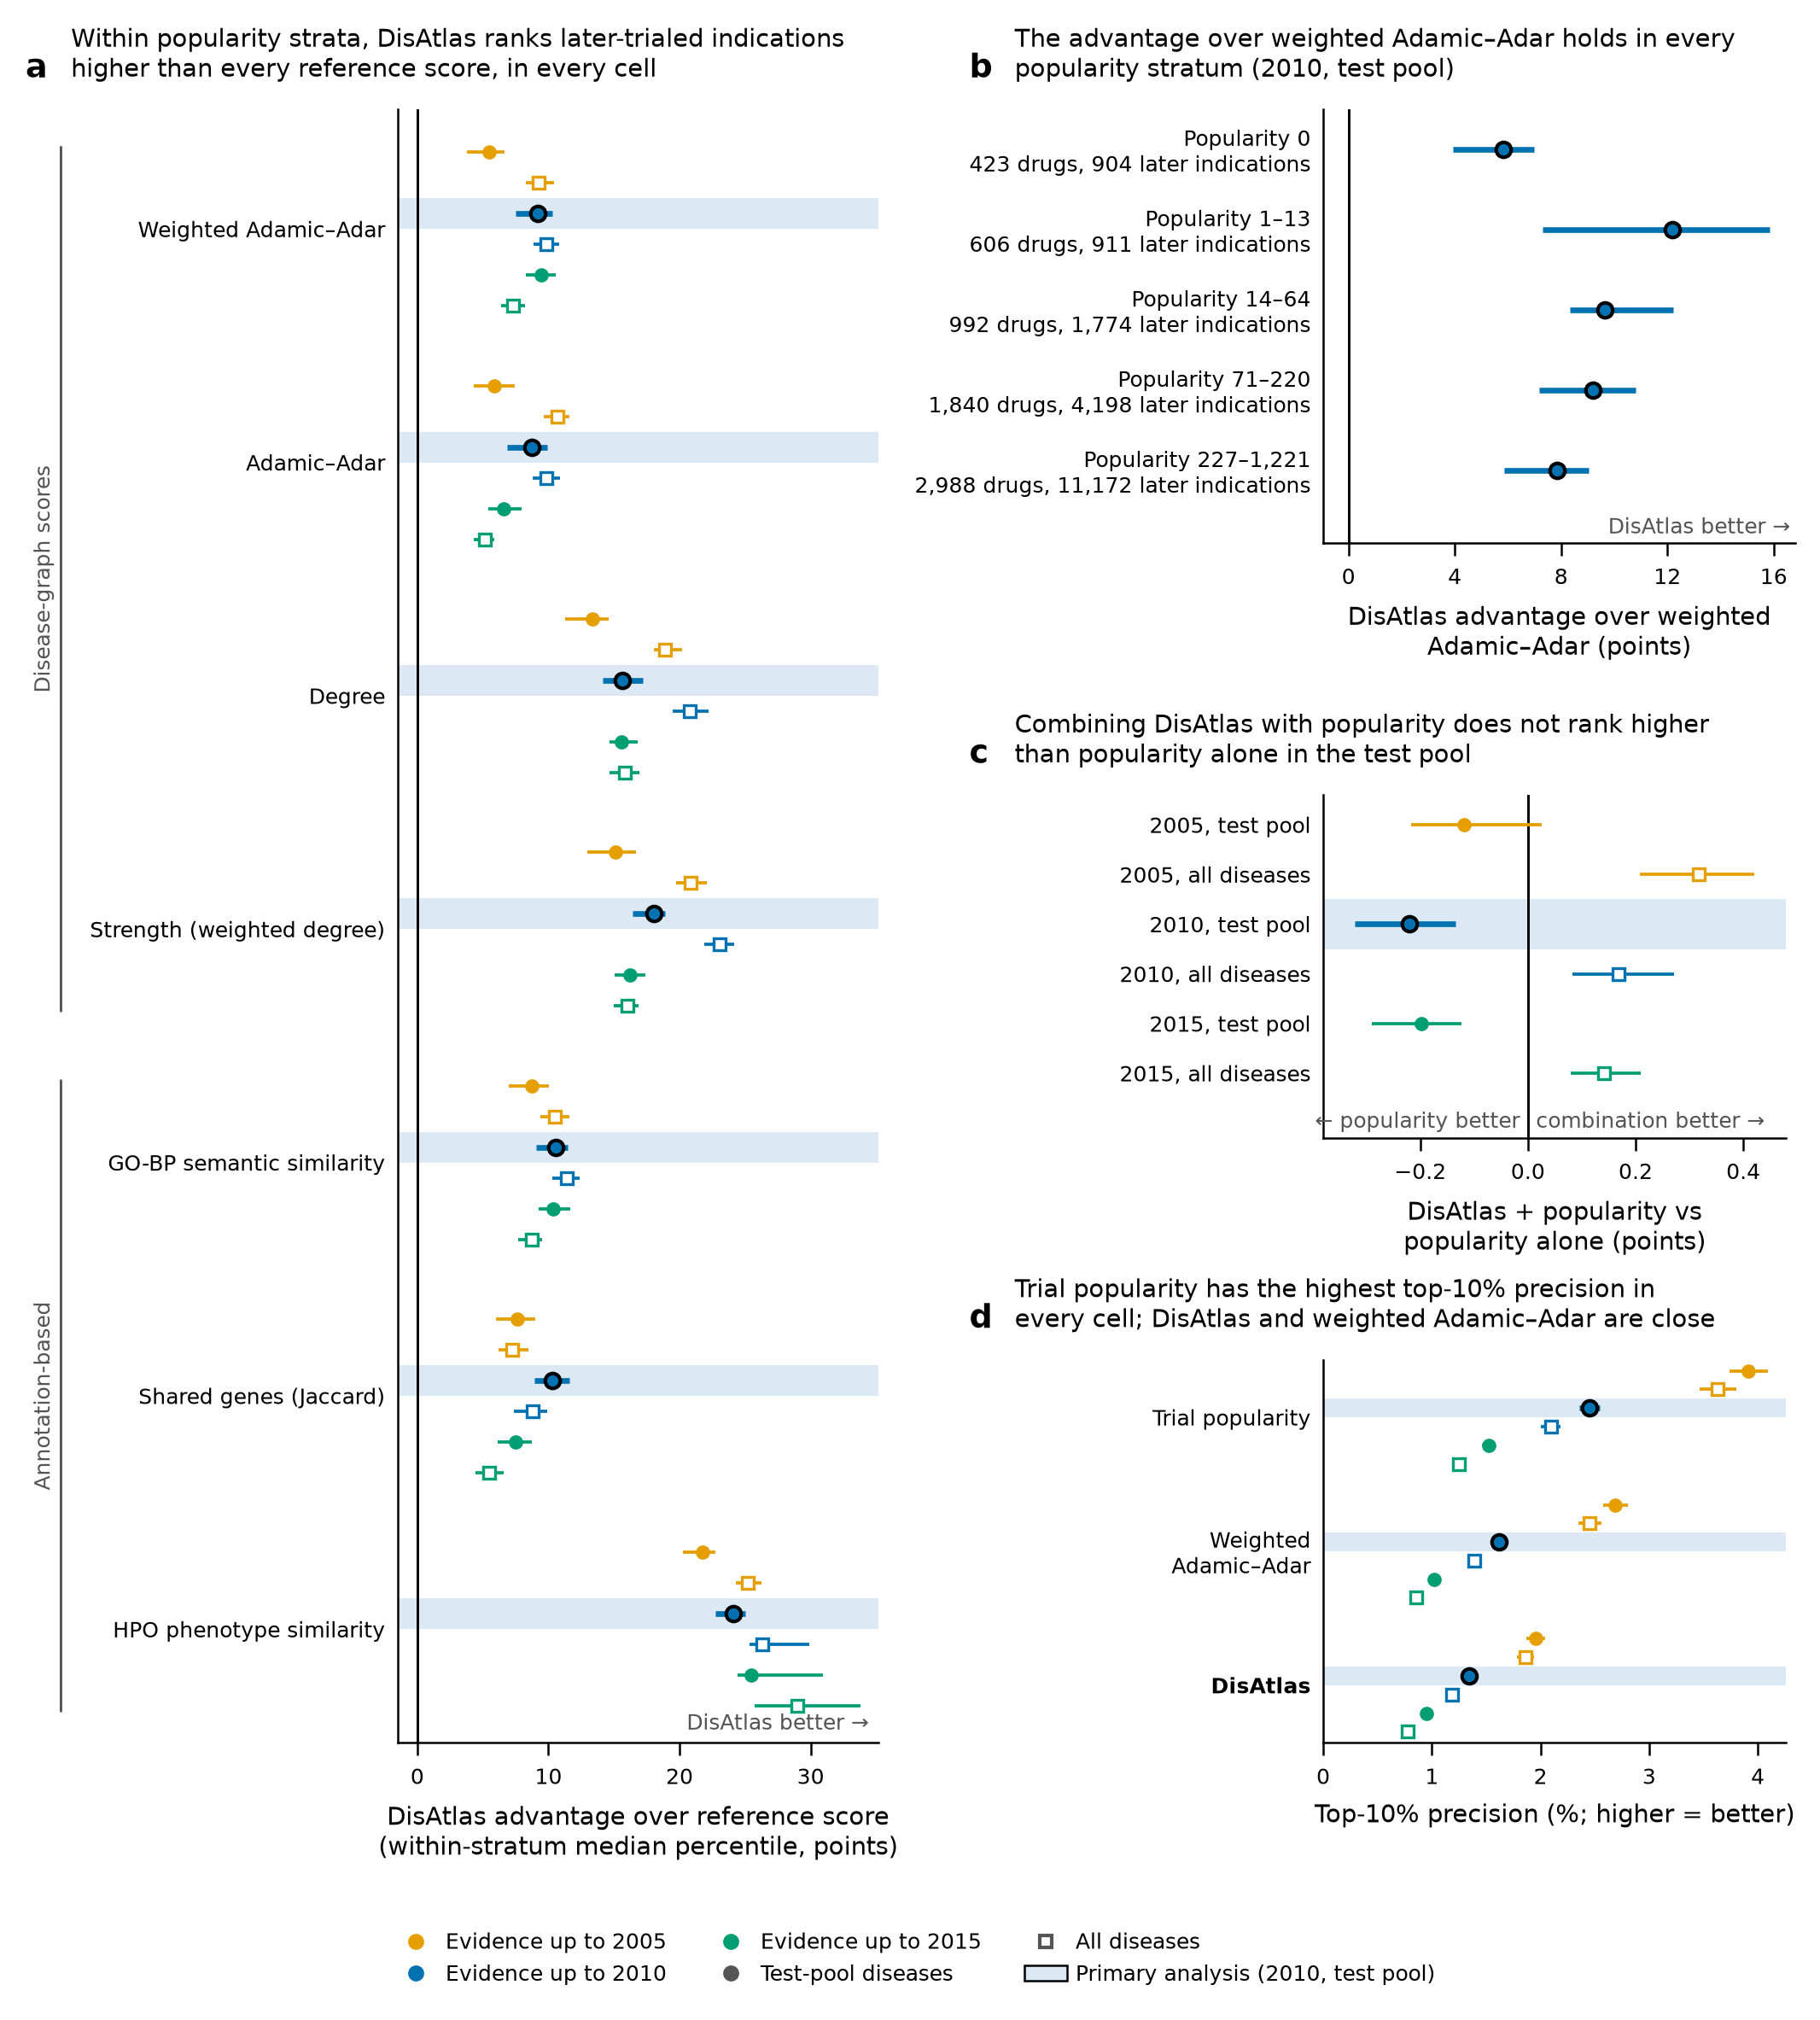 a
Within popularity strata, DisAtlas ranks later-trialed indications
higher than every reference score, in every cell
Disease-graph scores
Weighted Adamic–Adar
Adamic–Adar
Degree
Strength (weighted degree)
Annotation-based
GO-BP semantic similarity
Shared genes (Jaccard)
HPO phenotype similarity
DisAtlas better →
0 10 20 30
DisAtlas advantage over reference score
(within-stratum median percentile, points)
b
The advantage over weighted Adamic–Adar holds in every
popularity stratum (2010, test pool)
Popularity 0
423 drugs, 904 later indications
Popularity 1–13
606 drugs, 911 later indications
Popularity 14–64
992 drugs, 1,774 later indications
Popularity 71–220
1,840 drugs, 4,198 later indications
Popularity 227–1,221
2,988 drugs, 11,172 later indications
DisAtlas better →
0 4 8 12 16
DisAtlas advantage over weighted
Adamic–Adar (points)
c
Combining DisAtlas with popularity does not rank higher
than popularity alone in the test pool
2005, test pool
2005, all diseases
2010, test pool
2010, all diseases
2015, test pool
2015, all diseases
← popularity better combination better →
−0.2 0.0 0.2 0.4
DisAtlas + popularity vs
popularity alone (points)
d
Trial popularity has the highest top-10% precision in
every cell; DisAtlas and weighted Adamic–Adar are close
Trial popularity
Weighted
Adamic–Adar
DisAtlas
0 1 2 3 4
Top-10% precision (%; higher = better)
Evidence up to 2005
Evidence up to 2010
Evidence up to 2015
Test-pool diseases
All diseases
Primary analysis (2010, test pool)